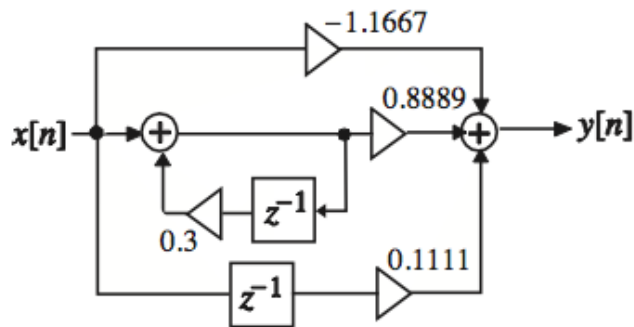 −1.1667
0.8889
x[n]
+
+
y[n]
z⁻¹
0.3
0.1111
z⁻¹